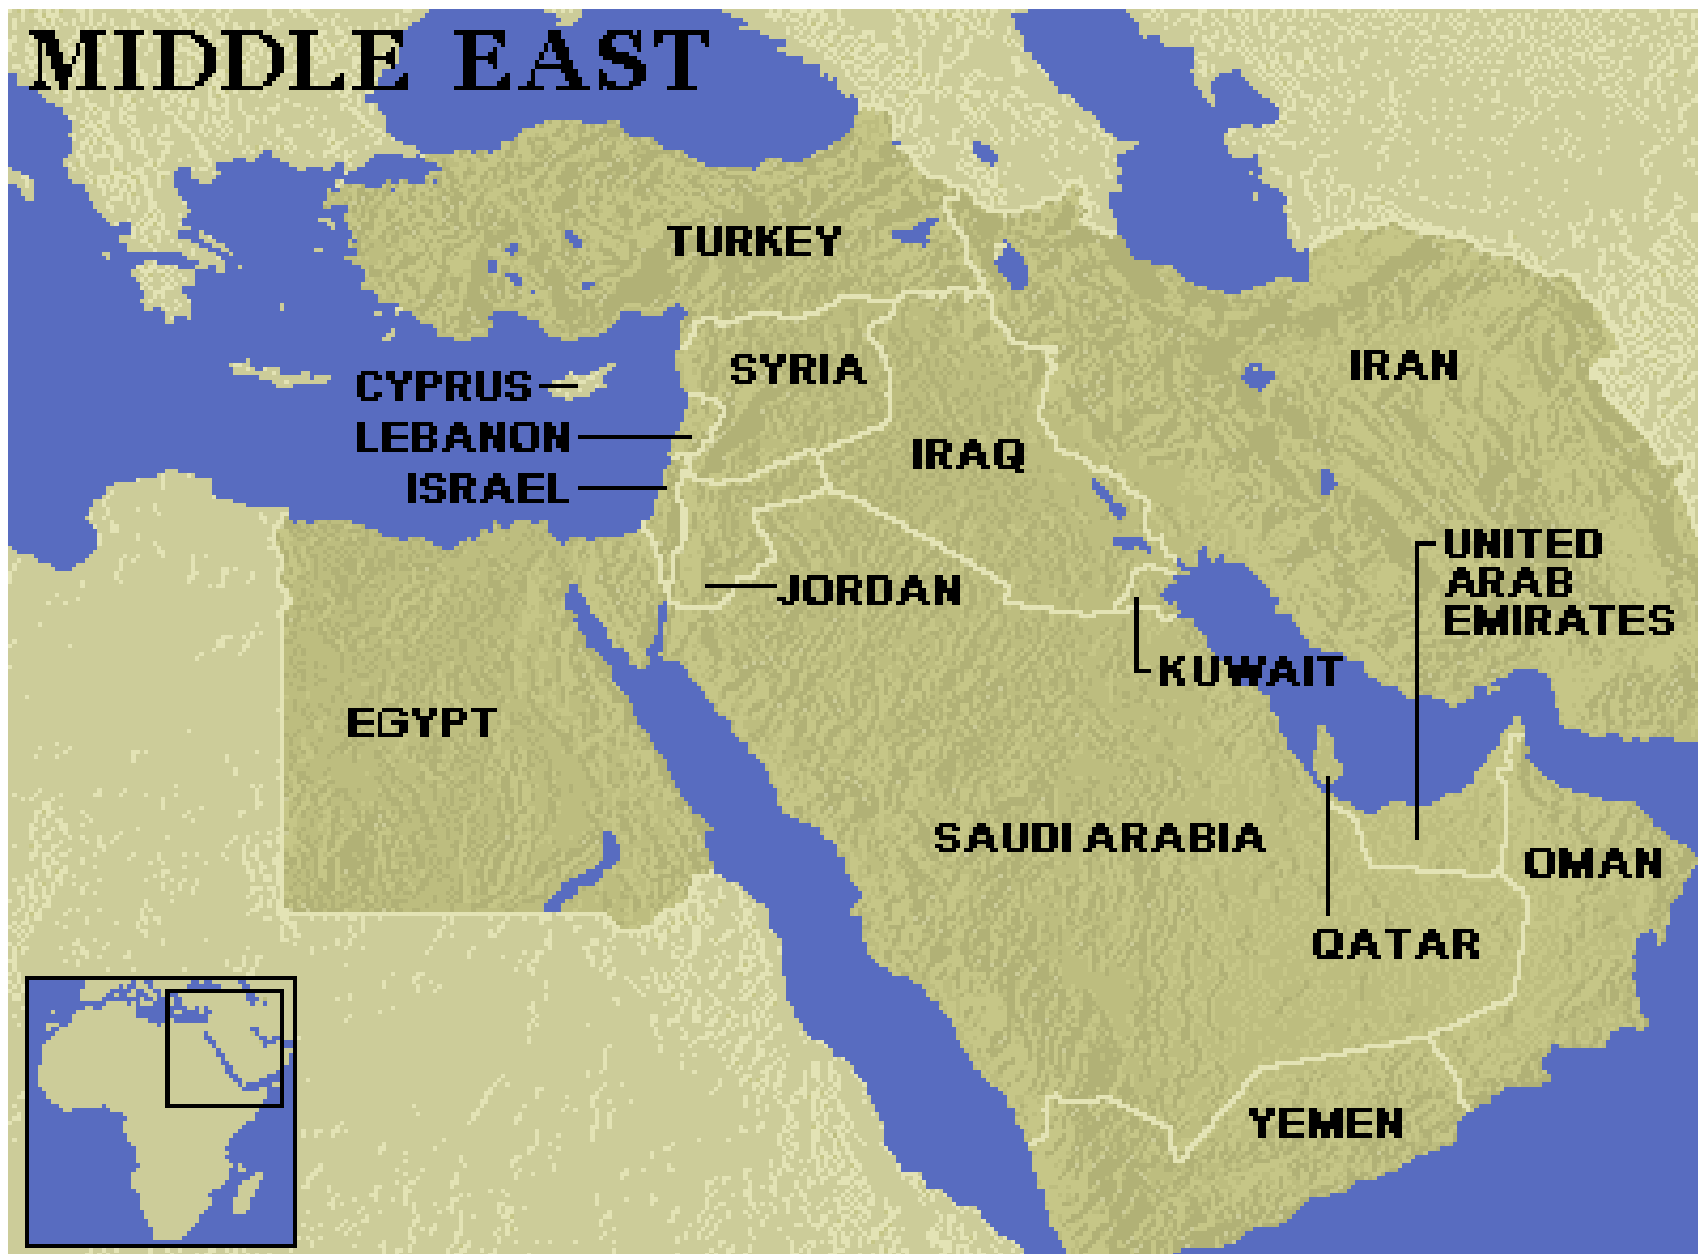 MIDDLE EAST
TURKEY
SYRIA
IRAN
CYPRUS
LEBANON
IRAQ
ISRAEL
UNITED
ARAB
EMIRATES
JORDAN
KUWAIT
EGYPT
SAUDI ARABIA
OMAN
QATAR
YEMEN